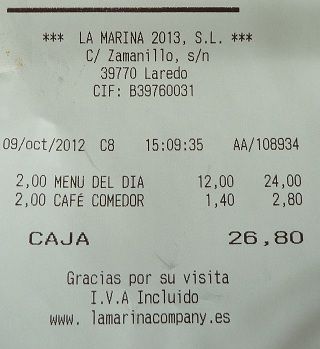 *** LA MARINA 2013, S.L. ***
C/ Zamanillo, s/n
39770 Laredo
CIF: B39760031
09/oct/2012 C8 15:09:35 AA/108934
2,00 MENU DEL DIA 12,00 24,00
2,00 CAFÉ COMEDOR 1,40 2,80
CAJA 26,80
Gracias por su visita
I.V.A Incluido
www. lamarinacompany.es